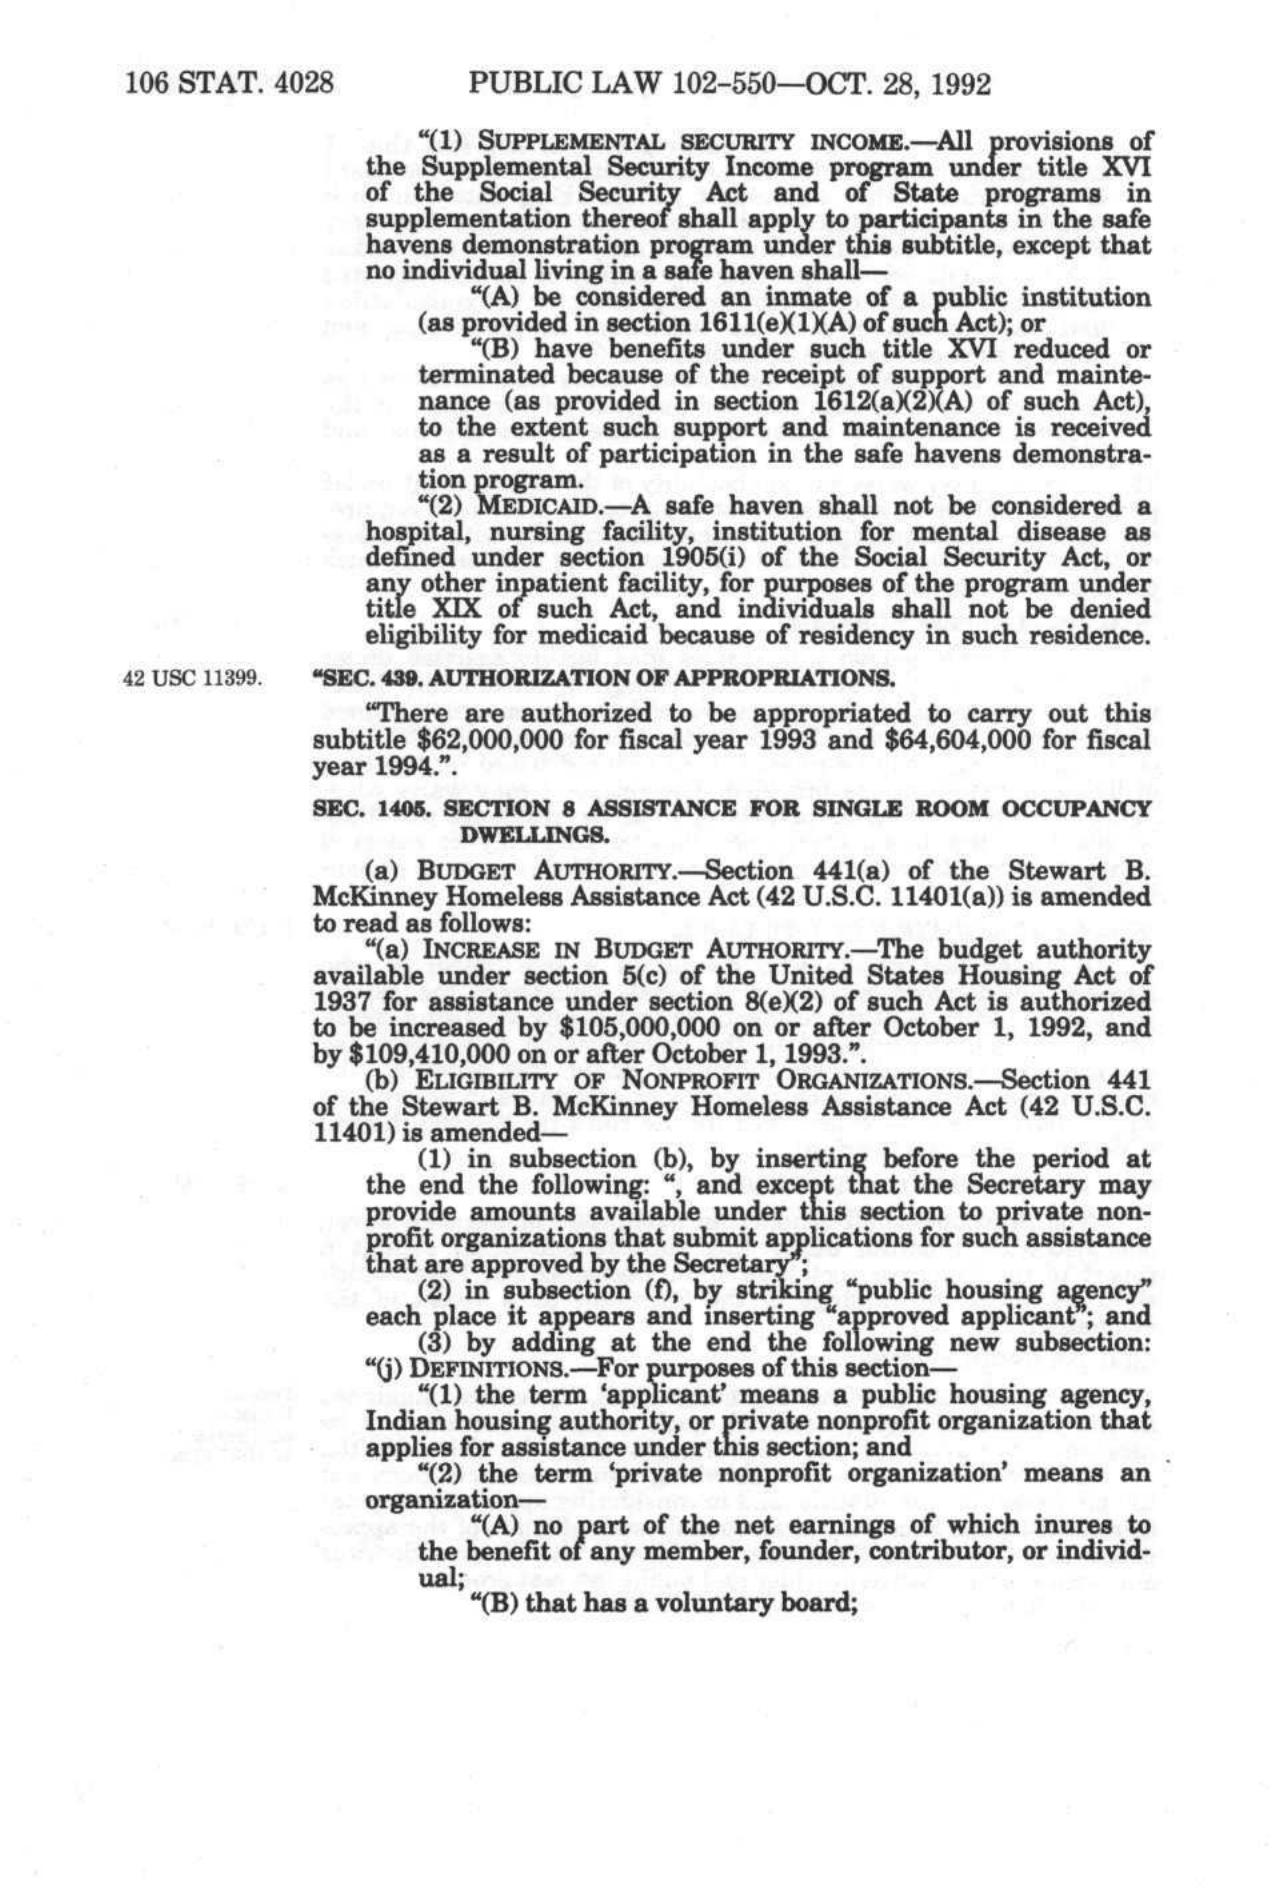 106 STAT. 4028 PUBLIC LAW 102-550—OCT. 28, 1992
“(1) SUPPLEMENTAL SECURITY INCOME.—All provisions of
the Supplemental Security Income program under title XVI
of the Social Security Act and of State programs in
supplementation thereof shall apply to participants in the safe
havens demonstration program under this subtitle, except that
no individual living in a safe haven shall—
“(A) be considered an inmate of a public institution
(as provided in section 1611(e)(1)(A) of such Act); or
“(B) have benefits under such title XVI reduced or
terminated because of the receipt of support and mainte-
nance (as provided in section 1612(a)(2)(A) of such Act),
to the extent such support and maintenance is received
as a result of participation in the safe havens demonstra-
tion program.
“(2) MEDICAID.—A safe haven shall not be considered a
hospital, nursing facility, institution for mental disease as
defined under section 1905(i) of the Social Security Act, or
any other inpatient facility, for purposes of the program under
title XIX of such Act, and individuals shall not be denied
eligibility for medicaid because of residency in such residence.
42 USC 11399. “SEC. 439. AUTHORIZATION OF APPROPRIATIONS.
“There are authorized to be appropriated to carry out this
subtitle $62,000,000 for fiscal year 1993 and $64,604,000 for fiscal
year 1994.”.
SEC. 1405. SECTION 8 ASSISTANCE FOR SINGLE ROOM OCCUPANCY
DWELLINGS.
(a) BUDGET AUTHORITY.—Section 441(a) of the Stewart B.
McKinney Homeless Assistance Act (42 U.S.C. 11401(a)) is amended
to read as follows:
“(a) INCREASE IN BUDGET AUTHORITY.—The budget authority
available under section 5(c) of the United States Housing Act of
1937 for assistance under section 8(e)(2) of such Act is authorized
to be increased by $105,000,000 on or after October 1, 1992, and
by $109,410,000 on or after October 1, 1993.”.
(b) ELIGIBILITY OF NONPROFIT ORGANIZATIONS.—Section 441
of the Stewart B. McKinney Homeless Assistance Act (42 U.S.C.
11401) is amended—
(1) in subsection (b), by inserting before the period at
the end the following: “, and except that the Secretary may
provide amounts available under this section to private non-
profit organizations that submit applications for such assistance
that are approved by the Secretary”;
(2) in subsection (f), by striking “public housing agency”
each place it appears and inserting “approved applicant”; and
(3) by adding at the end the following new subsection:
“(j) DEFINITIONS.—For purposes of this section—
“(1) the term ‘applicant’ means a public housing agency,
Indian housing authority, or private nonprofit organization that
applies for assistance under this section; and
“(2) the term ‘private nonprofit organization’ means an
organization—
“(A) no part of the net earnings of which inures to
the benefit of any member, founder, contributor, or individ-
ual;
“(B) that has a voluntary board;